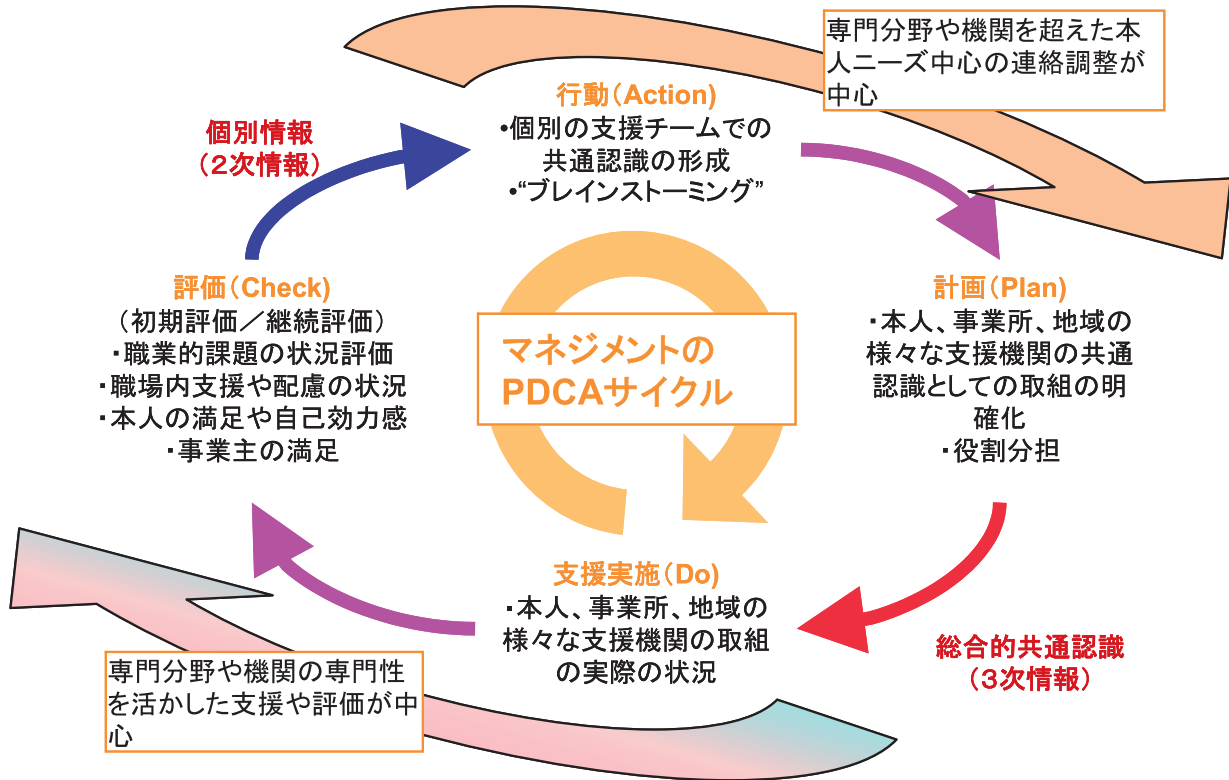 専門分野や機関を超えた本
人ニーズ中心の連絡調整が
中心
行動(Action)
・個別の支援チームでの
共通認識の形成
・“ブレインストーミング”
個別情報
(2次情報)
評価(Check)
(初期評価/継続評価)
・職業的課題の状況評価
・職場内支援や配慮の状況
・本人の満足や自己効力感
・事業主の満足
マネジメントの
PDCAサイクル
計画(Plan)
・本人、事業所、地域の
様々な支援機関の共通
認識としての取組の明
確化
・役割分担
支援実施(Do)
・本人、事業所、地域の
様々な支援機関の取組
の実際の状況
総合的共通認識
(3次情報)
専門分野や機関の専門性
を活かした支援や評価が中
心